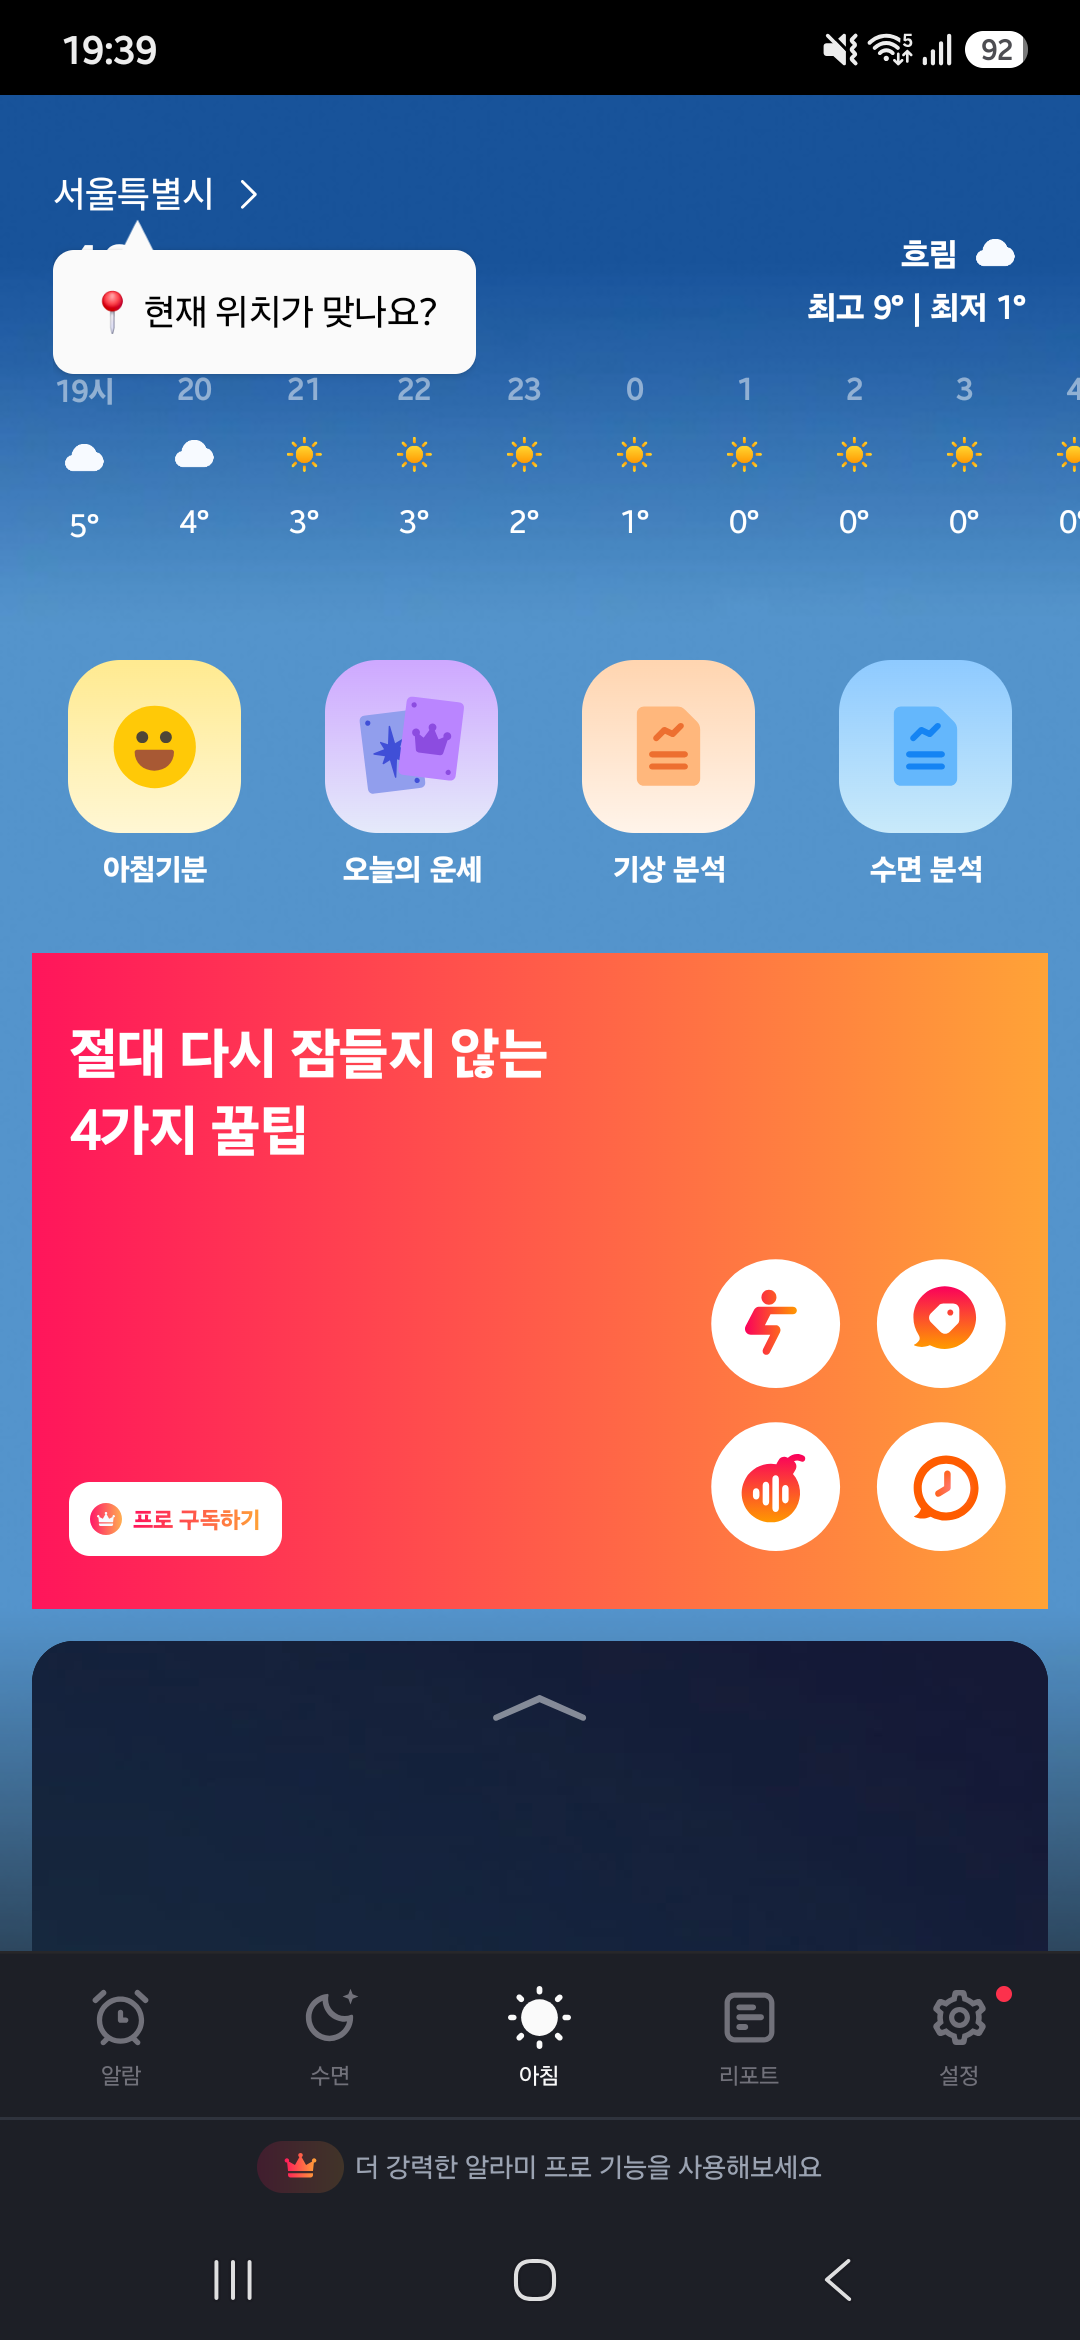 19:39
5
92
서울특별시
흐림
📍 현재 위치가 맞나요?
최고 9° | 최저 1°
19시 20 21 22 23 0 1 2 3 4
5° 4° 3° 3° 2° 1° 0° 0° 0° 0°
아침기분 오늘의 운세 기상 분석 수면 분석
절대 다시 잠들지 않는
4가지 꿀팁
프로 구독하기
알람 수면 아침 리포트 설정
더 강력한 알라미 프로 기능을 사용해보세요